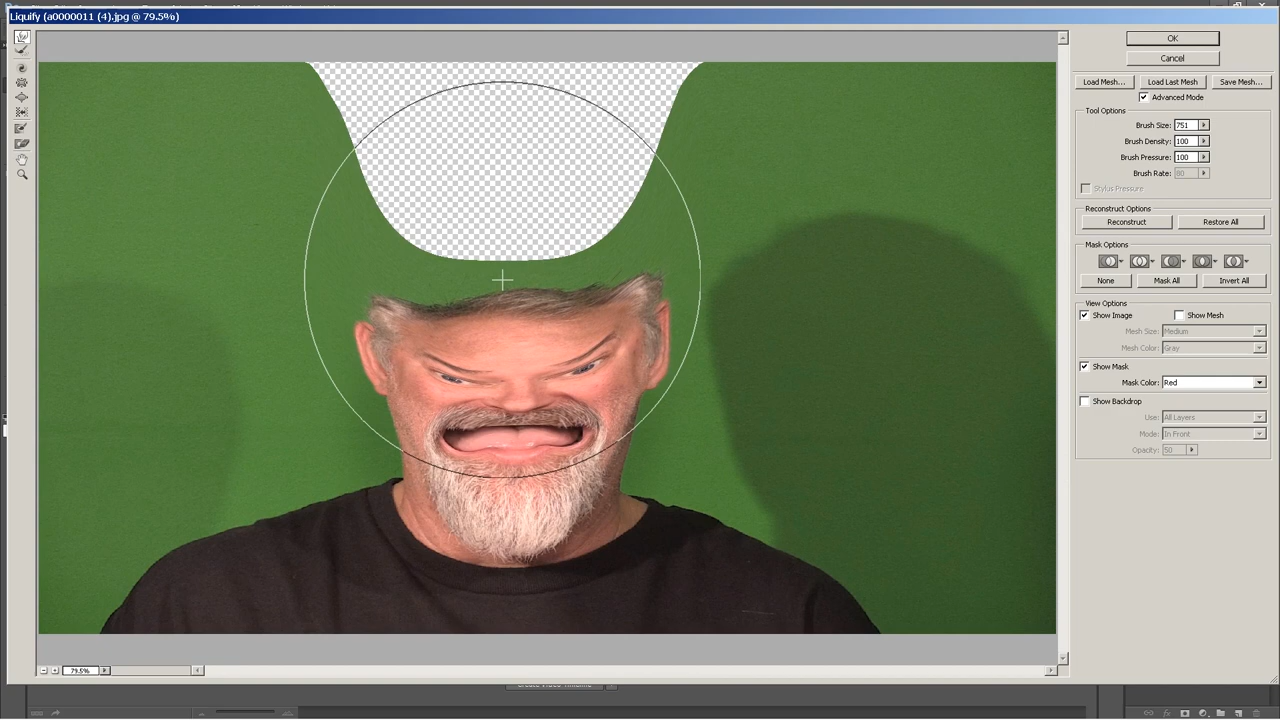 Liquify (a0000011 (4).jpg @ 79.5%)
OK
Cancel
Load Mesh...
Load Last Mesh
Save Mesh...
Advanced Mode
Tool Options
Brush Size: 751
Brush Density: 100
Brush Pressure: 100
Brush Rate: 80
Stylus Pressure
Reconstruct Options
Reconstruct
Restore All
Mask Options
None
Mask All
Invert All
View Options
Show Image
Show Mesh
Mesh Size: Medium
Mesh Color: Gray
Show Mask
Mask Color: Red
Show Backdrop
Use: All Layers
Mode: In Front
Opacity: 50
79.5%